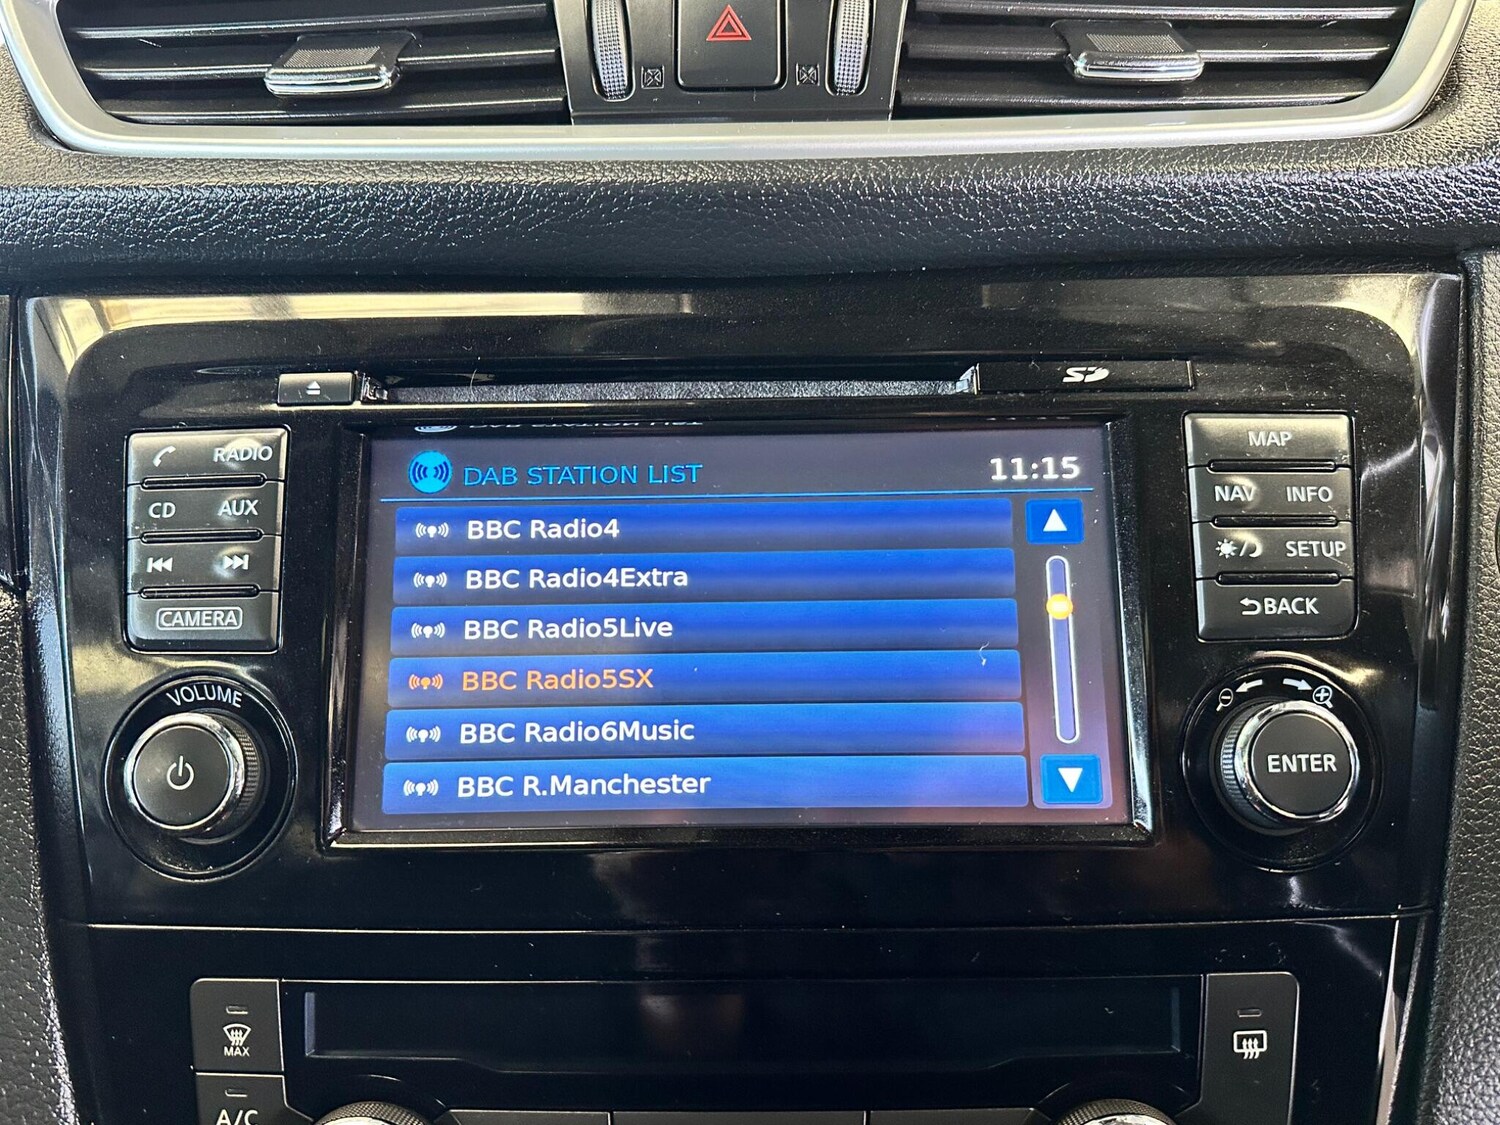 SD
RADIO
CD AUX
CAMERA
VOLUME
DAB STATION LIST
11:15
BBC Radio4
BBC Radio4Extra
BBC Radio5Live
BBC Radio5SX
BBC Radio6Music
BBC R.Manchester
MAP
NAV INFO
SETUP
BACK
ENTER
MAX
A/C